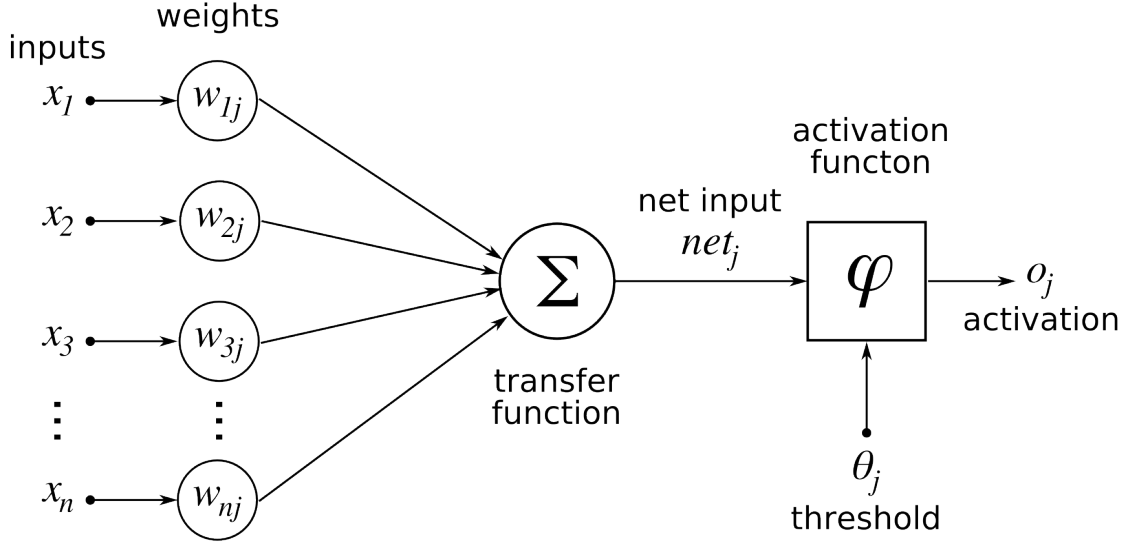 weights
inputs
x1
w1j
x2
w2j
x3
w3j
⋮
⋮
xn
wnj
Σ
transfer
function
net input
netj
activation
functon
φ
oj
activation
θj
threshold